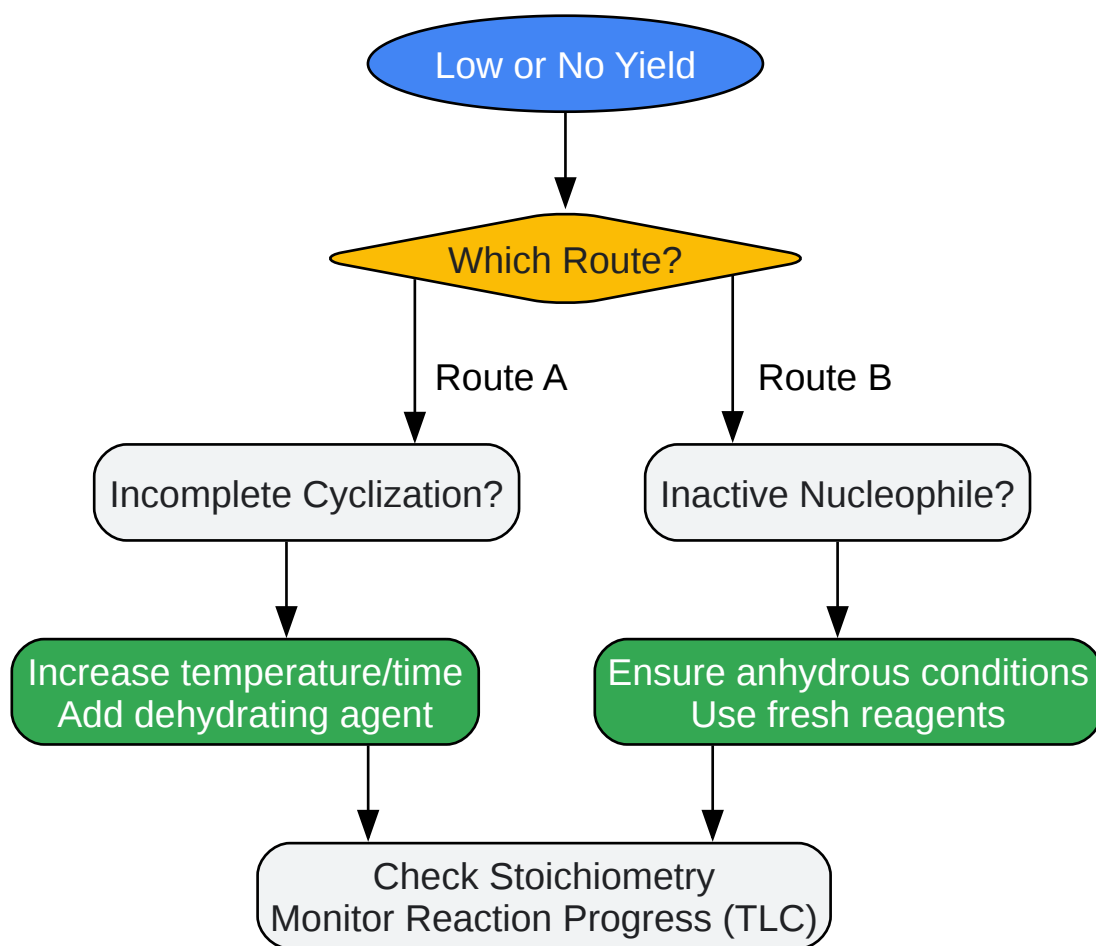 Low or No Yield
Which Route?
Route A
Route B
Incomplete Cyclization?
Inactive Nucleophile?
Increase temperature/time
Add dehydrating agent
Ensure anhydrous conditions
Use fresh reagents
Check Stoichiometry
Monitor Reaction Progress (TLC)